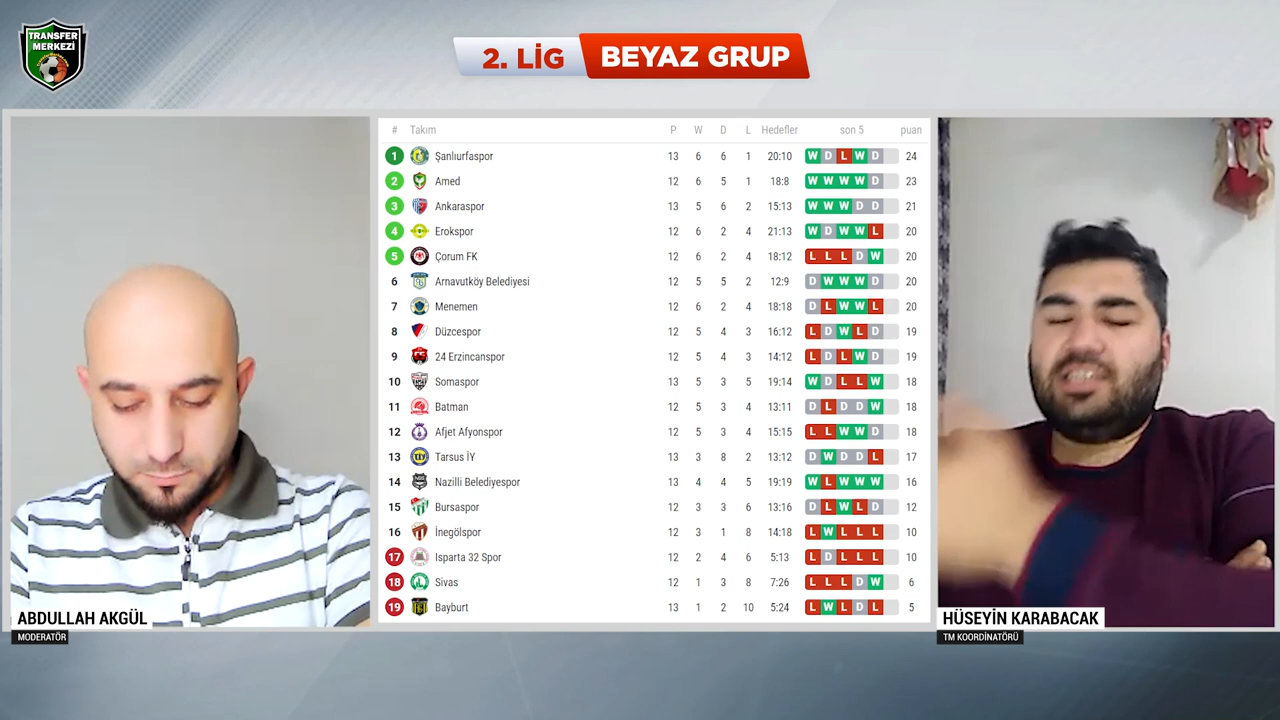 TRANSFER
MERKEZİ
2. LİG BEYAZ GRUP
# Takım P W D L Hedefler son 5 puan
1 Şanlıurfaspor 13 6 6 1 20:10 W D L W D 24
2 Amed 12 6 5 1 18:8 W W W W D 23
3 Ankaraspor 13 5 6 2 15:13 W W W D D 21
4 Erokspor 12 6 2 4 21:13 W D W W L 20
5 Çorum FK 12 6 2 4 18:12 L L L D W 20
6 Arnavutköy Belediyesi 12 5 5 2 12:9 D W W W D 20
7 Menemen 12 6 2 4 18:18 D L W W L 20
8 Düzcespor 12 5 4 3 16:12 L D W L D 19
9 24 Erzincanspor 12 5 4 3 14:12 L D L W D 19
10 Somaspor 13 5 3 5 19:14 W D L L W 18
11 Batman 12 5 3 4 13:11 D L D D W 18
12 Afjet Afyonspor 12 5 3 4 15:15 L L W W D 18
13 Tarsus İY 13 3 8 2 13:12 D W D D L 17
14 Nazilli Belediyespor 13 4 4 5 19:19 W L W W W 16
15 Bursaspor 12 3 3 6 13:16 D L W L D 12
16 İnegölspor 12 3 1 8 14:18 L W L L L 10
17 Isparta 32 Spor 12 2 4 6 5:13 L D L L L 10
18 Sivas 12 1 3 8 7:26 L L L D W 6
19 Bayburt 13 1 2 10 5:24 L W L D L 5
ABDULLAH AKGÜL
MODERATÖR
HÜSEYİN KARABACAK
TM KOORDİNATÖRÜ